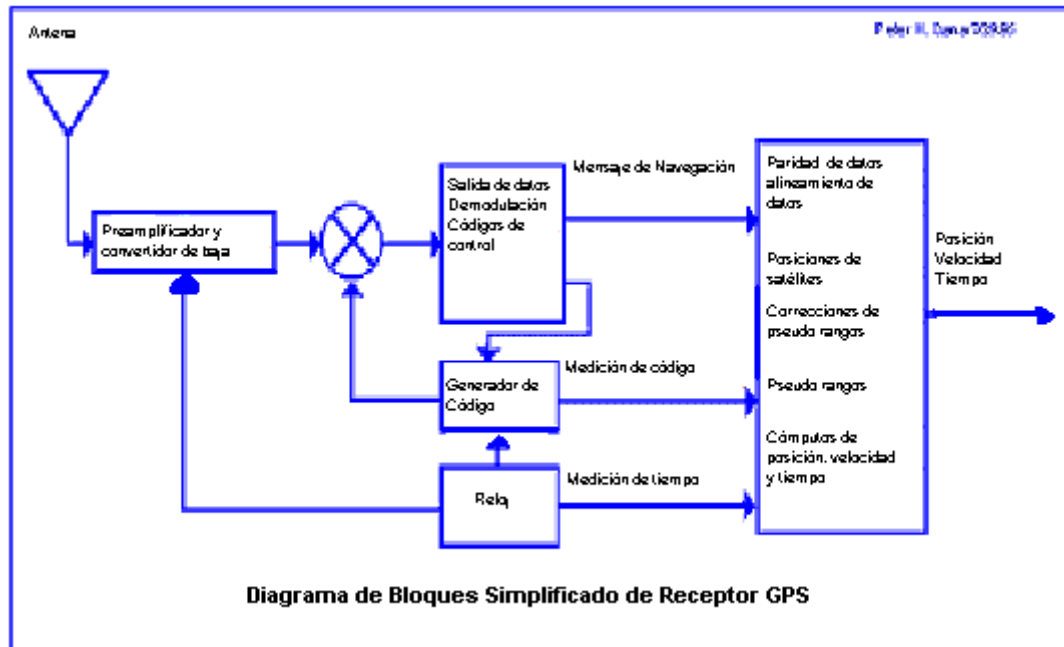 Antena
Peter H. Dana
Preamplificador y
convertidor de baja
Salida de datos
Demodulación
Códigos de
control
Mensaje de Navegación
Generador de
Código
Medición de código
Reloj
Medición de tiempo
Paridad de datos
alineamiento de
datos
Posiciones de
satélites
Correcciones de
pseudo rangos
Pseudo rangos
Cómputos de
posición, velocidad
y tiempo
Posición
Velocidad
Tiempo
Diagrama de Bloques Simplificado de Receptor GPS